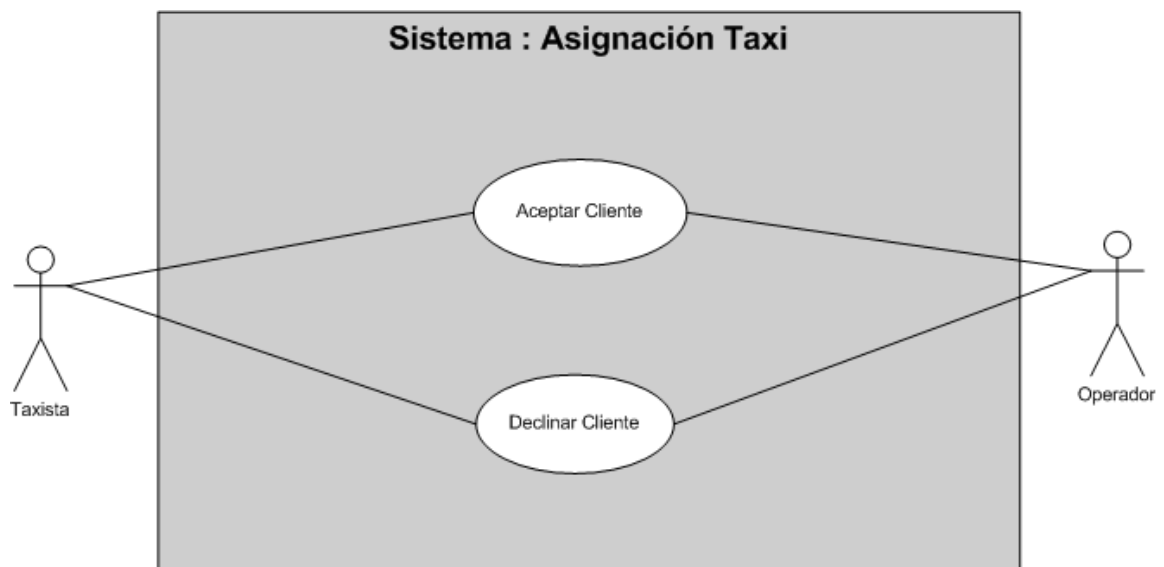 Sistema : Asignación Taxi
Aceptar Cliente
Taxista
Operador
Declinar Cliente